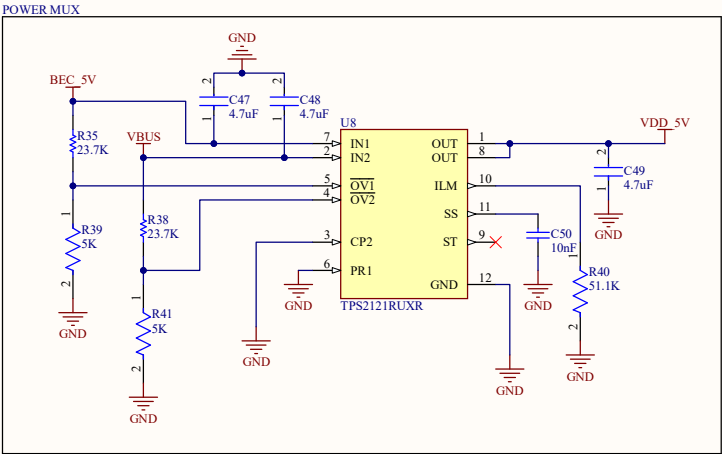 POWER MUX
GND
BEC_5V
2
2
C47
4.7uF
C48
4.7uF
1
1
R35
23.7K
VBUS
U8
VDD_5V
7
IN1
OUT
1
2
IN2
OUT
8
2
C49
4.7uF
1
5
OV1
ILM
10
4
OV2
1
R39
5K
2
R38
23.7K
SS
11
3
CP2
ST
9
C50
10nF
GND
6
PR1
GND
12
1
R40
51.1K
2
GND
TPS2121RUXR
GND
GND
1
R41
5K
2
GND
GND
GND
GND
GND